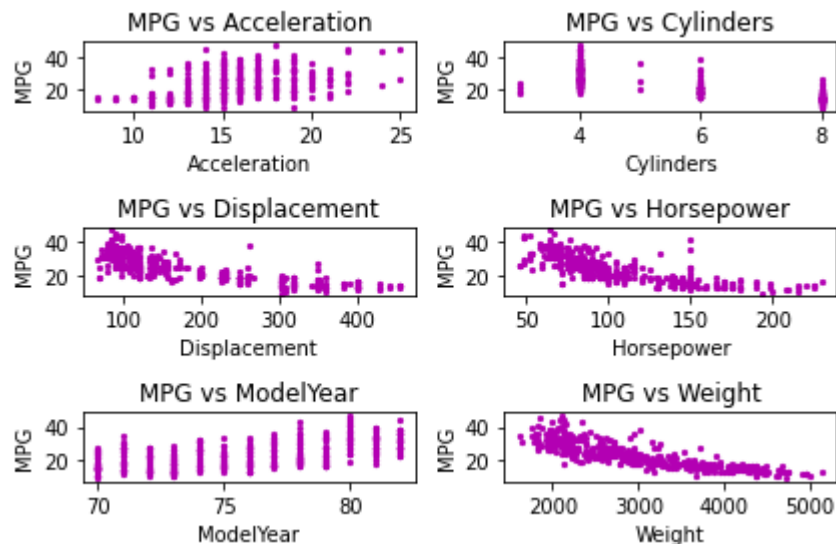 MPG vs Acceleration
MPG
40
20
10 15 20 25
Acceleration
MPG vs Cylinders
MPG
40
20
4 6 8
Cylinders
MPG vs Displacement
MPG
40
20
100 200 300 400
Displacement
MPG vs Horsepower
MPG
40
20
50 100 150 200
Horsepower
MPG vs ModelYear
MPG
40
20
70 75 80
ModelYear
MPG vs Weight
MPG
40
20
2000 3000 4000 5000
Weight